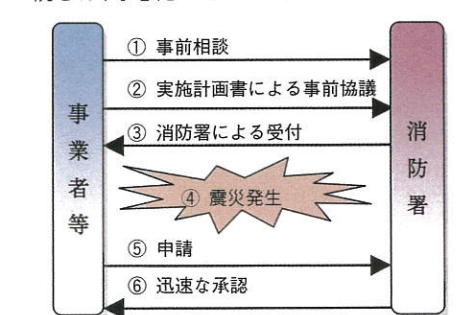 ① 事前相談
② 実施計画書による事前協議
③ 消防署による受付
④ 震災発生
⑤ 申請
⑥ 迅速な承認
事業者等
消防署